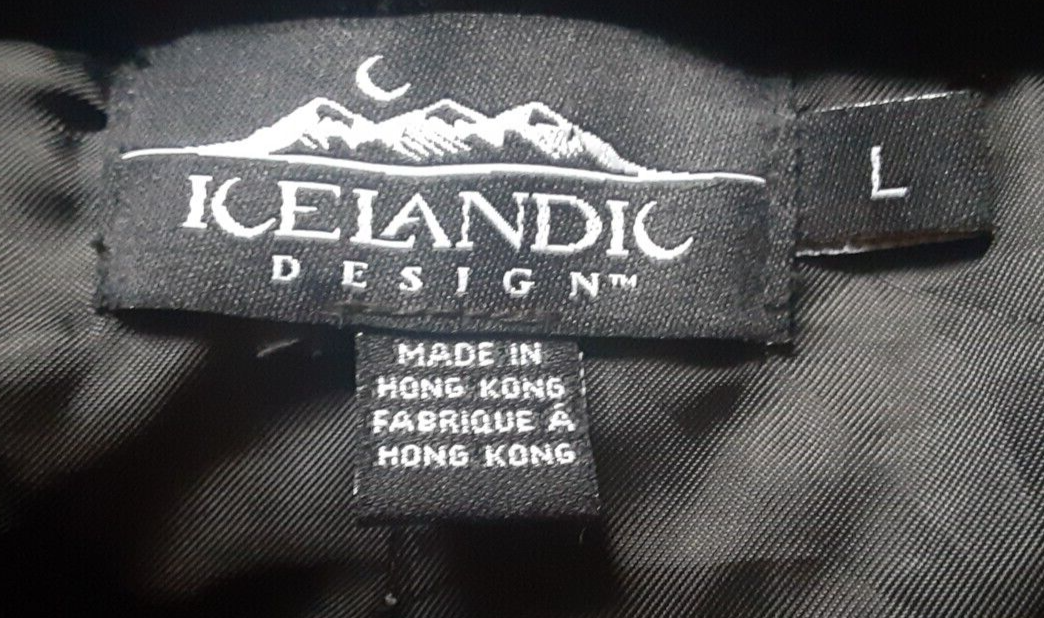 ICELANDIC
DESIGN™
L
MADE IN
HONG KONG
FABRIQUE À
HONG KONG